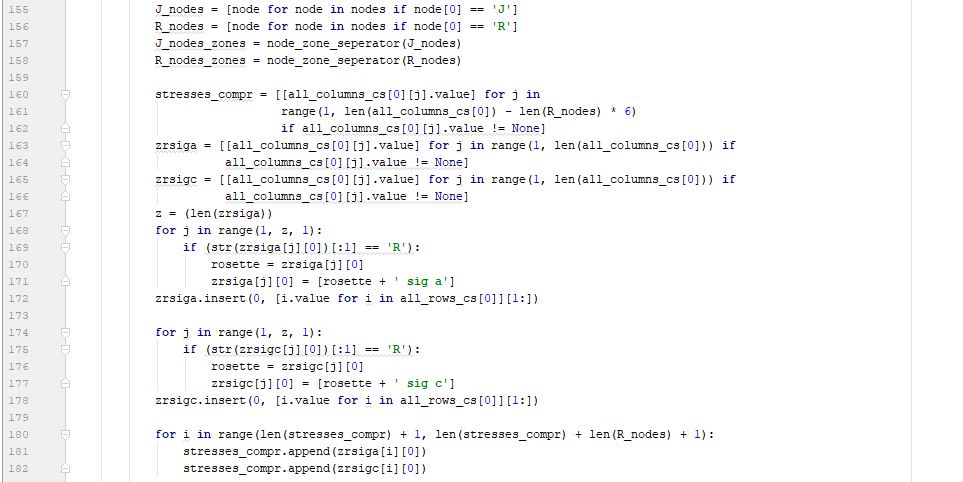 155 J_nodes = [node for node in nodes if node[0] == 'J']
156 R_nodes = [node for node in nodes if node[0] == 'R']
157 J_nodes_zones = node_zone_seperator(J_nodes)
158 R_nodes_zones = node_zone_seperator(R_nodes)
159
160 stresses_compr = [[all_columns_cs[0][j].value] for j in
161 range(1, len(all_columns_cs[0]) - len(R_nodes) * 6)
162 if all_columns_cs[0][j].value != None]
163 zrsiga = [[all_columns_cs[0][j].value] for j in range(1, len(all_columns_cs[0])) if
164 all_columns_cs[0][j].value != None]
165 zrsigc = [[all_columns_cs[0][j].value] for j in range(1, len(all_columns_cs[0])) if
166 all_columns_cs[0][j].value != None]
167 z = (len(zrsiga))
168 for j in range(1, z, 1):
169 if (str(zrsiga[j][0])[:1] == 'R'):
170 rosette = zrsiga[j][0]
171 zrsiga[j][0] = [rosette + ' sig a']
172 zrsiga.insert(0, [i.value for i in all_rows_cs[0]][1:])
173
174 for j in range(1, z, 1):
175 if (str(zrsigc[j][0])[:1] == 'R'):
176 rosette = zrsigc[j][0]
177 zrsigc[j][0] = [rosette + ' sig c']
178 zrsigc.insert(0, [i.value for i in all_rows_cs[0]][1:])
179
180 for i in range(len(stresses_compr) + 1, len(stresses_compr) + len(R_nodes) + 1):
181 stresses_compr.append(zrsiga[i][0])
182 stresses_compr.append(zrsigc[i][0])